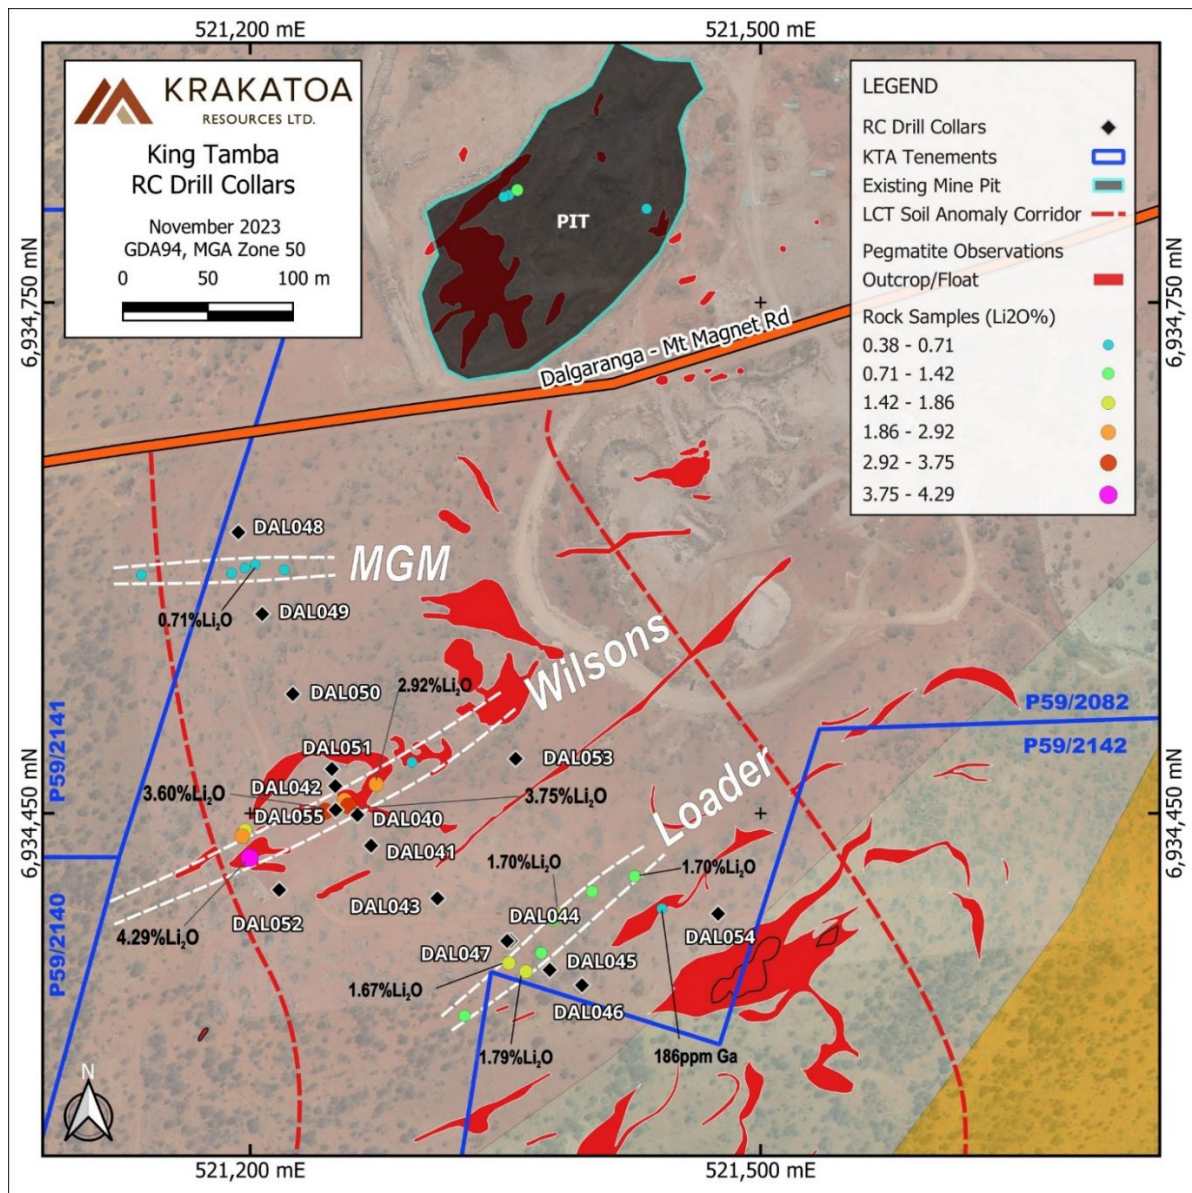 521,200 mE
521,500 mE
KRAKATOA
RESOURCES LTD.
King Tamba
RC Drill Collars
November 2023
GDA94, MGA Zone 50
0 50 100 m
LEGEND
RC Drill Collars
KTA Tenements
Existing Mine Pit
LCT Soil Anomaly Corridor
Pegmatite Observations
Outcrop/Float
Rock Samples (Li2O%)
0.38 - 0.71
0.71 - 1.42
1.42 - 1.86
1.86 - 2.92
2.92 - 3.75
3.75 - 4.29
PIT
6,934,750 mN
6,934,750 mN
Dalgaranga - Mt Magnet Rd
DAL048
MGM
0.71%Li₂O
DAL049
Wilsons
DAL050
2.92%Li₂O
P59/2141
P59/2082
P59/2142
DAL051
DAL053
DAL042
3.60%Li₂O
3.75%Li₂O
Loader
DAL055
DAL040
6,934,450 mN
6,934,450 mN
DAL041
1.70%Li₂O
1.70%Li₂O
DAL043
DAL044
DAL052
4.29%Li₂O
DAL054
P59/2140
DAL047
DAL045
1.67%Li₂O
DAL046
1.79%Li₂O
186ppm Ga
N
521,200 mE
521,500 mE